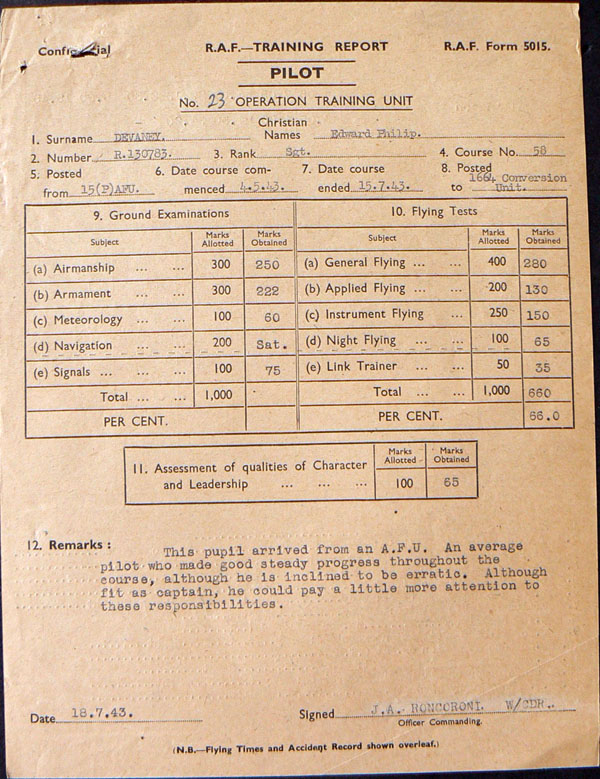 Confidential R.A.F.—TRAINING REPORT R.A.F. Form 5015.
PILOT
No. 23 OPERATION TRAINING UNIT
1. Surname DEVANEY. Christian Names Edward Philip.
2. Number R.130783. 3. Rank Sgt. 4. Course No. 58
5. Posted from 15(P)AFU. 6. Date course commenced 4.5.43. 7. Date course ended 15.7.43. 8. Posted to 1664 Conversion Unit.
9. Ground Examinations
Subject Marks Allotted Marks Obtained
(a) Airmanship ... ... 300 250
(b) Armament ... ... 300 222
(c) Meteorology ... ... 100 60
(d) Navigation ... ... 200 Sat.
(e) Signals ... ... ... 100 75
Total ... ... 1,000
PER CENT.
10. Flying Tests
Subject Marks Allotted Marks Obtained
(a) General Flying ... ... 400 280
(b) Applied Flying ... ... 200 130
(c) Instrument Flying ... 250 150
(d) Night Flying ... ... 100 65
(e) Link Trainer ... ... 50 35
Total ... ... 1,000 660
PER CENT. 66.0
11. Assessment of qualities of Character and Leadership ... ... ... Marks Allotted 100 Marks Obtained 65
12. Remarks :
This pupil arrived from an A.F.U. An average
pilot who made good steady progress throughout the
course, although he is inclined to be erratic. Although
fit as captain, he could pay a little more attention to
these responsibilities.
Date 18.7.43. Signed J.A. RONCORONI. W/CDR.
Officer Commanding.
(N.B.—Flying Times and Accident Record shown overleaf.)